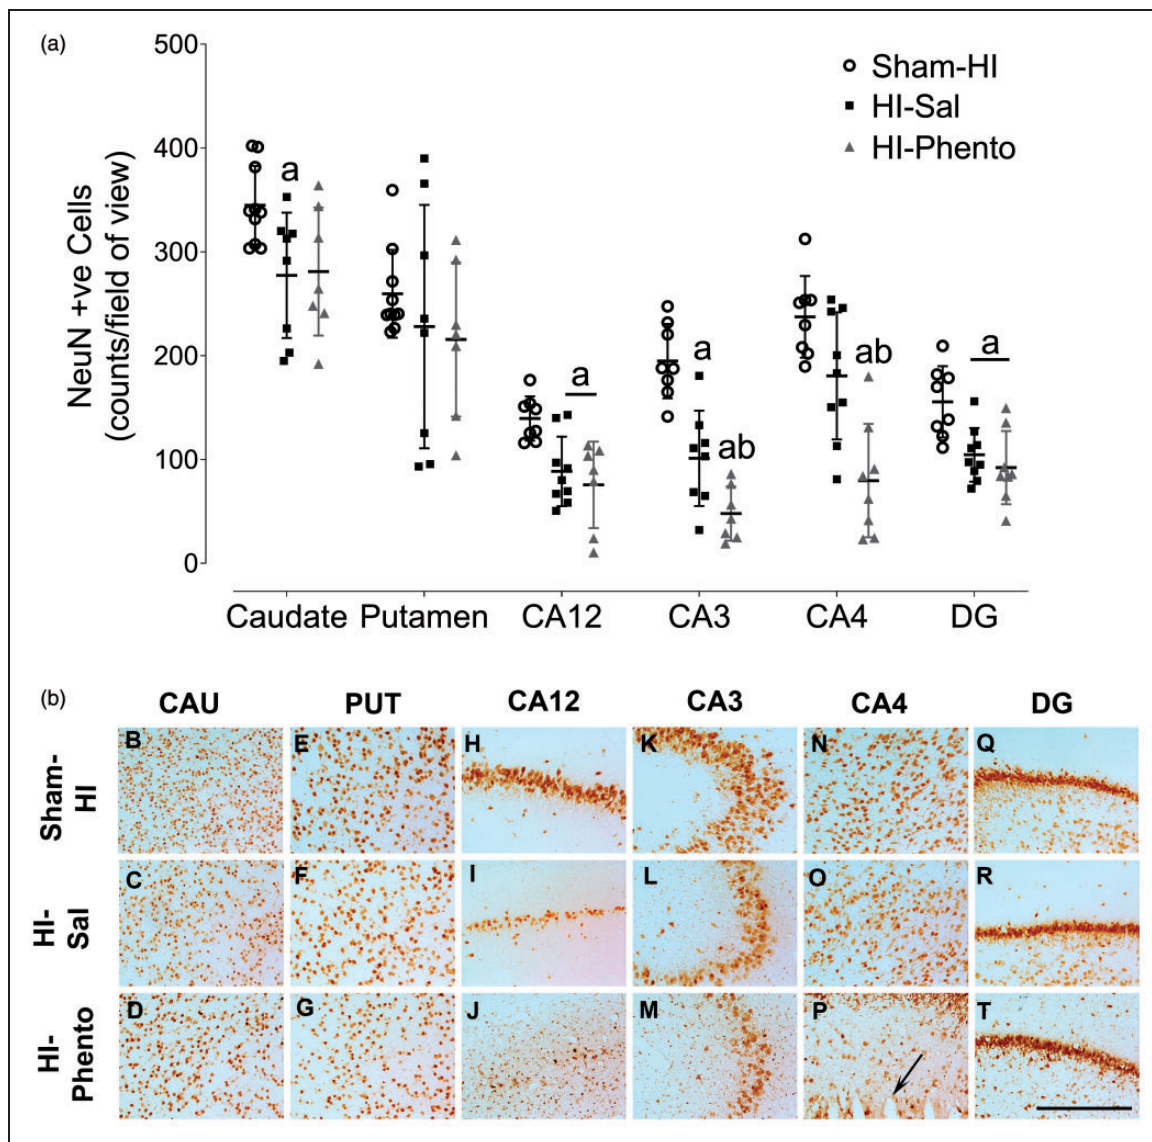 (a)
500
400
300
200
100
0
NeuN +ve Cells
(counts/field of view)
Sham-HI
HI-Sal
HI-Phento
a
a
a
ab
ab
a
Caudate Putamen CA12 CA3 CA4 DG
(b)
CAU PUT CA12 CA3 CA4 DG
Sham-
HI
B E H K N Q
HI-
Sal
C F I L O R
HI-
Phento
D G J M P T